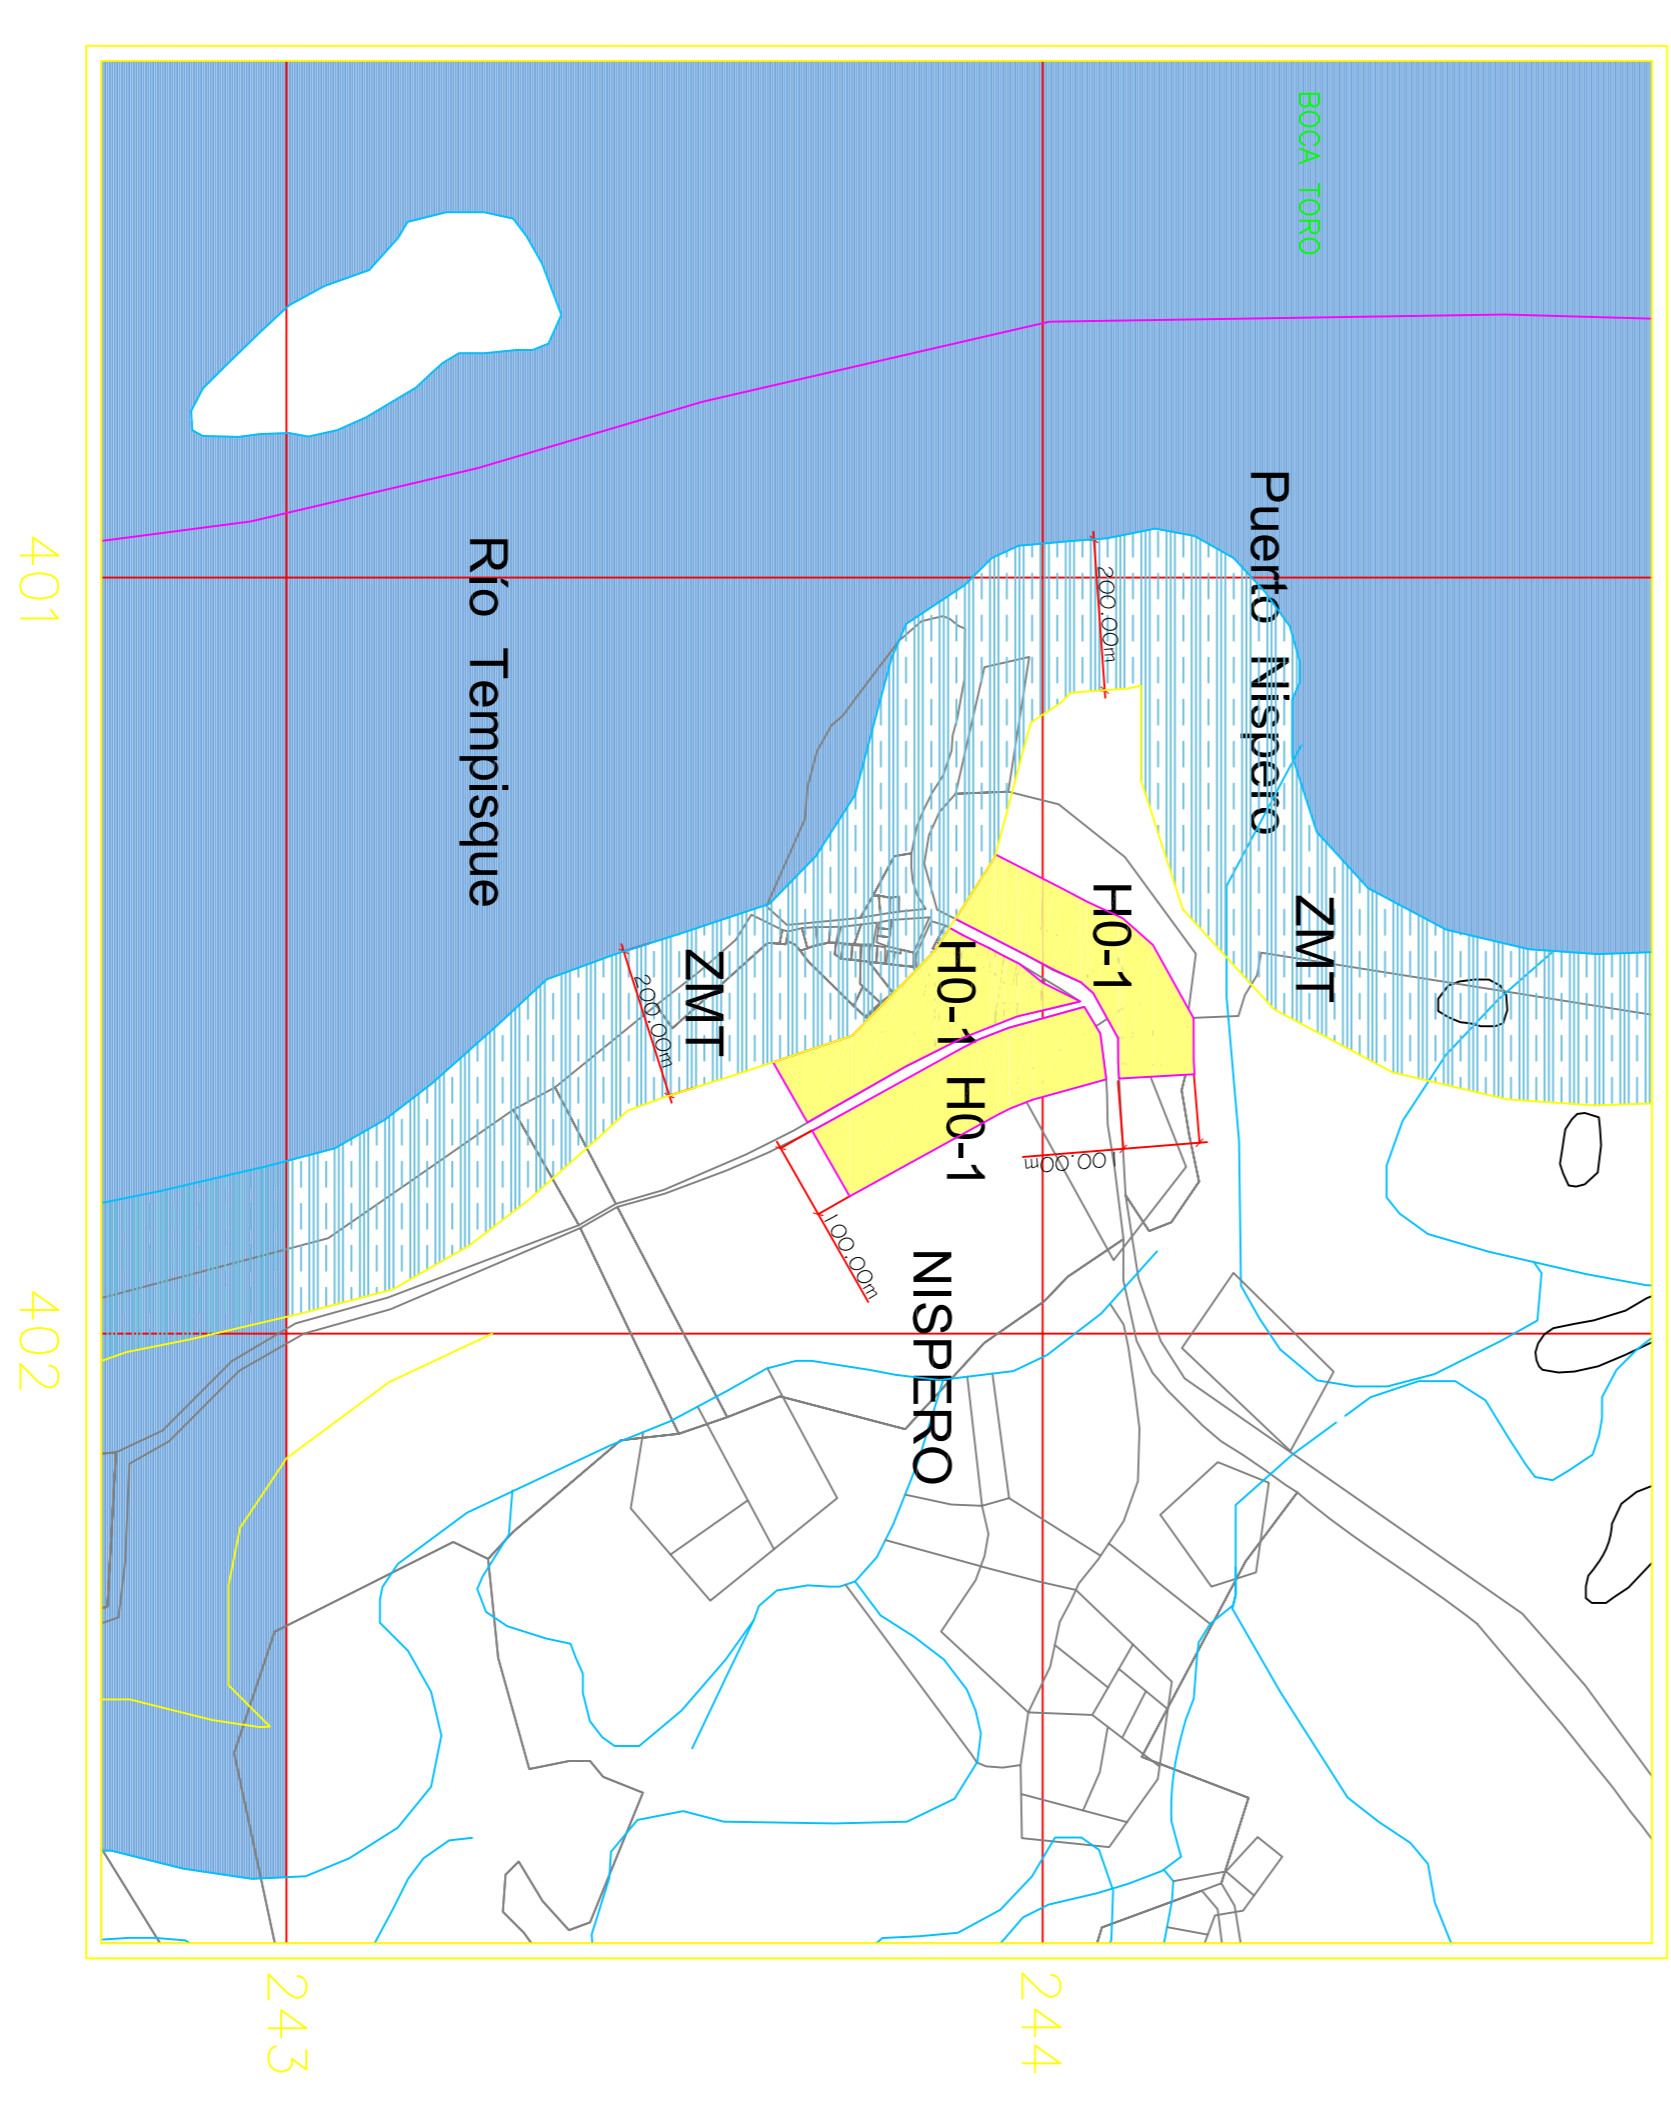 BOCA TORO
Puerto Nispero
401
200.00m
Río Tempisque
ZMT
H0-1
H0-1
ZMT
200.00m
H0-1
100.00m
100.00m
NISPERO
402
243
244